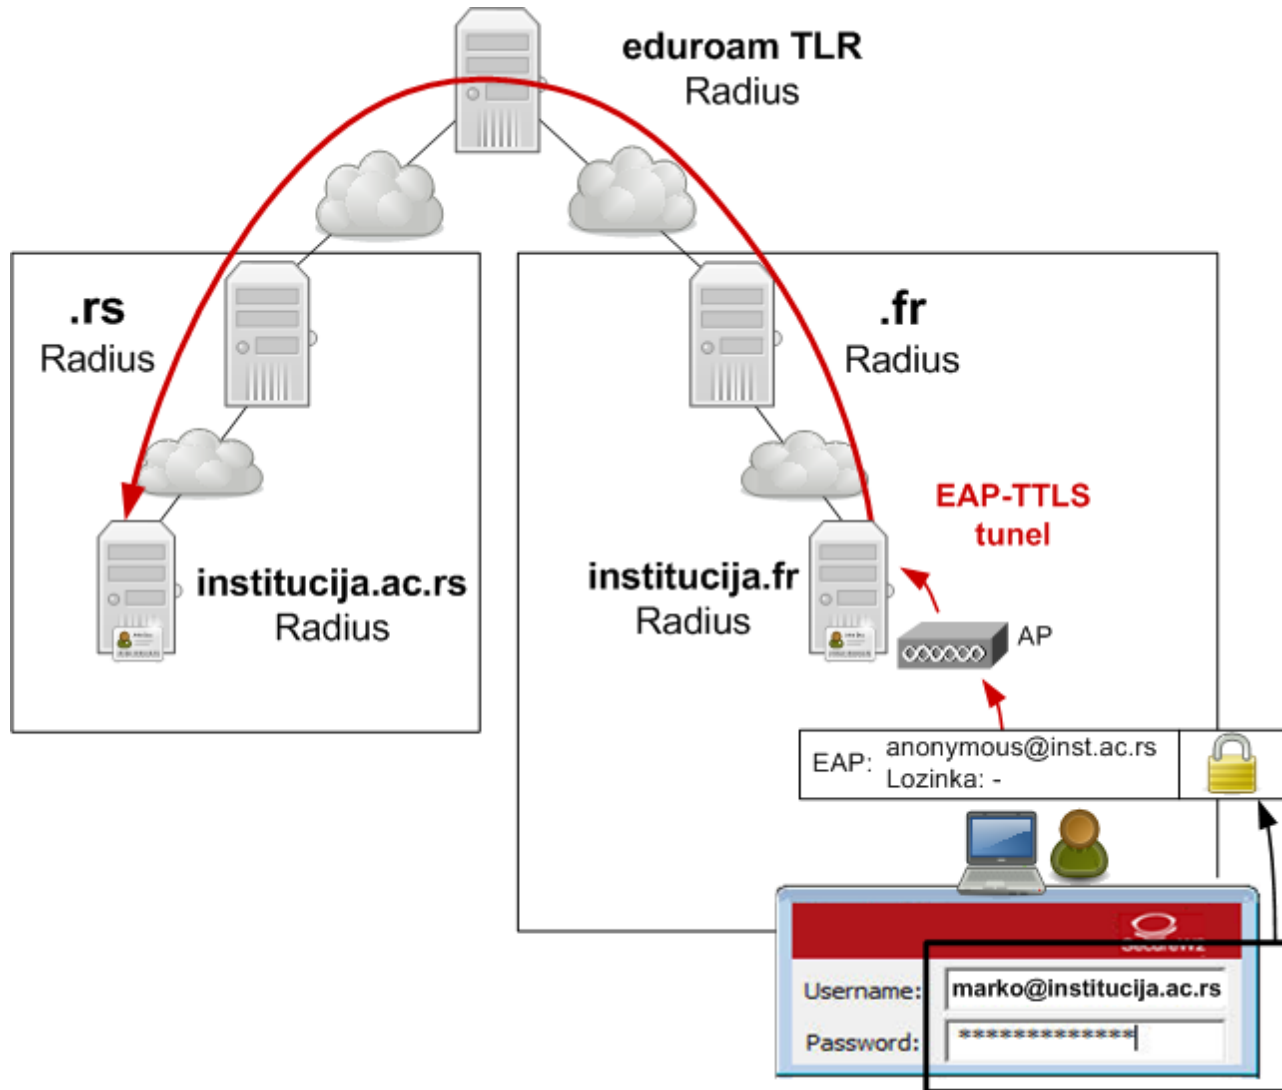 eduroam TLR
Radius
.rs
Radius
.fr
Radius
EAP-TTLS
tunel
institucija.ac.rs
Radius
institucija.fr
Radius
AP
EAP: anonymous@inst.ac.rs
Lozinka: -
SecureW2
Username: marko@institucija.ac.rs
Password: *************